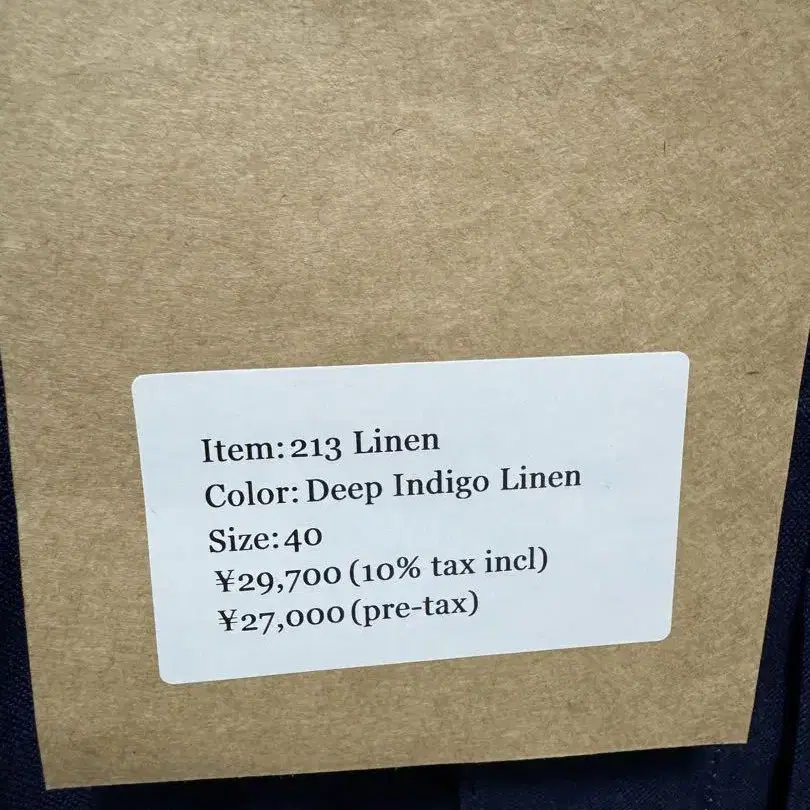 Item: 213 Linen
Color: Deep Indigo Linen
Size: 40
¥29,700 (10% tax incl)
¥27,000 (pre-tax)